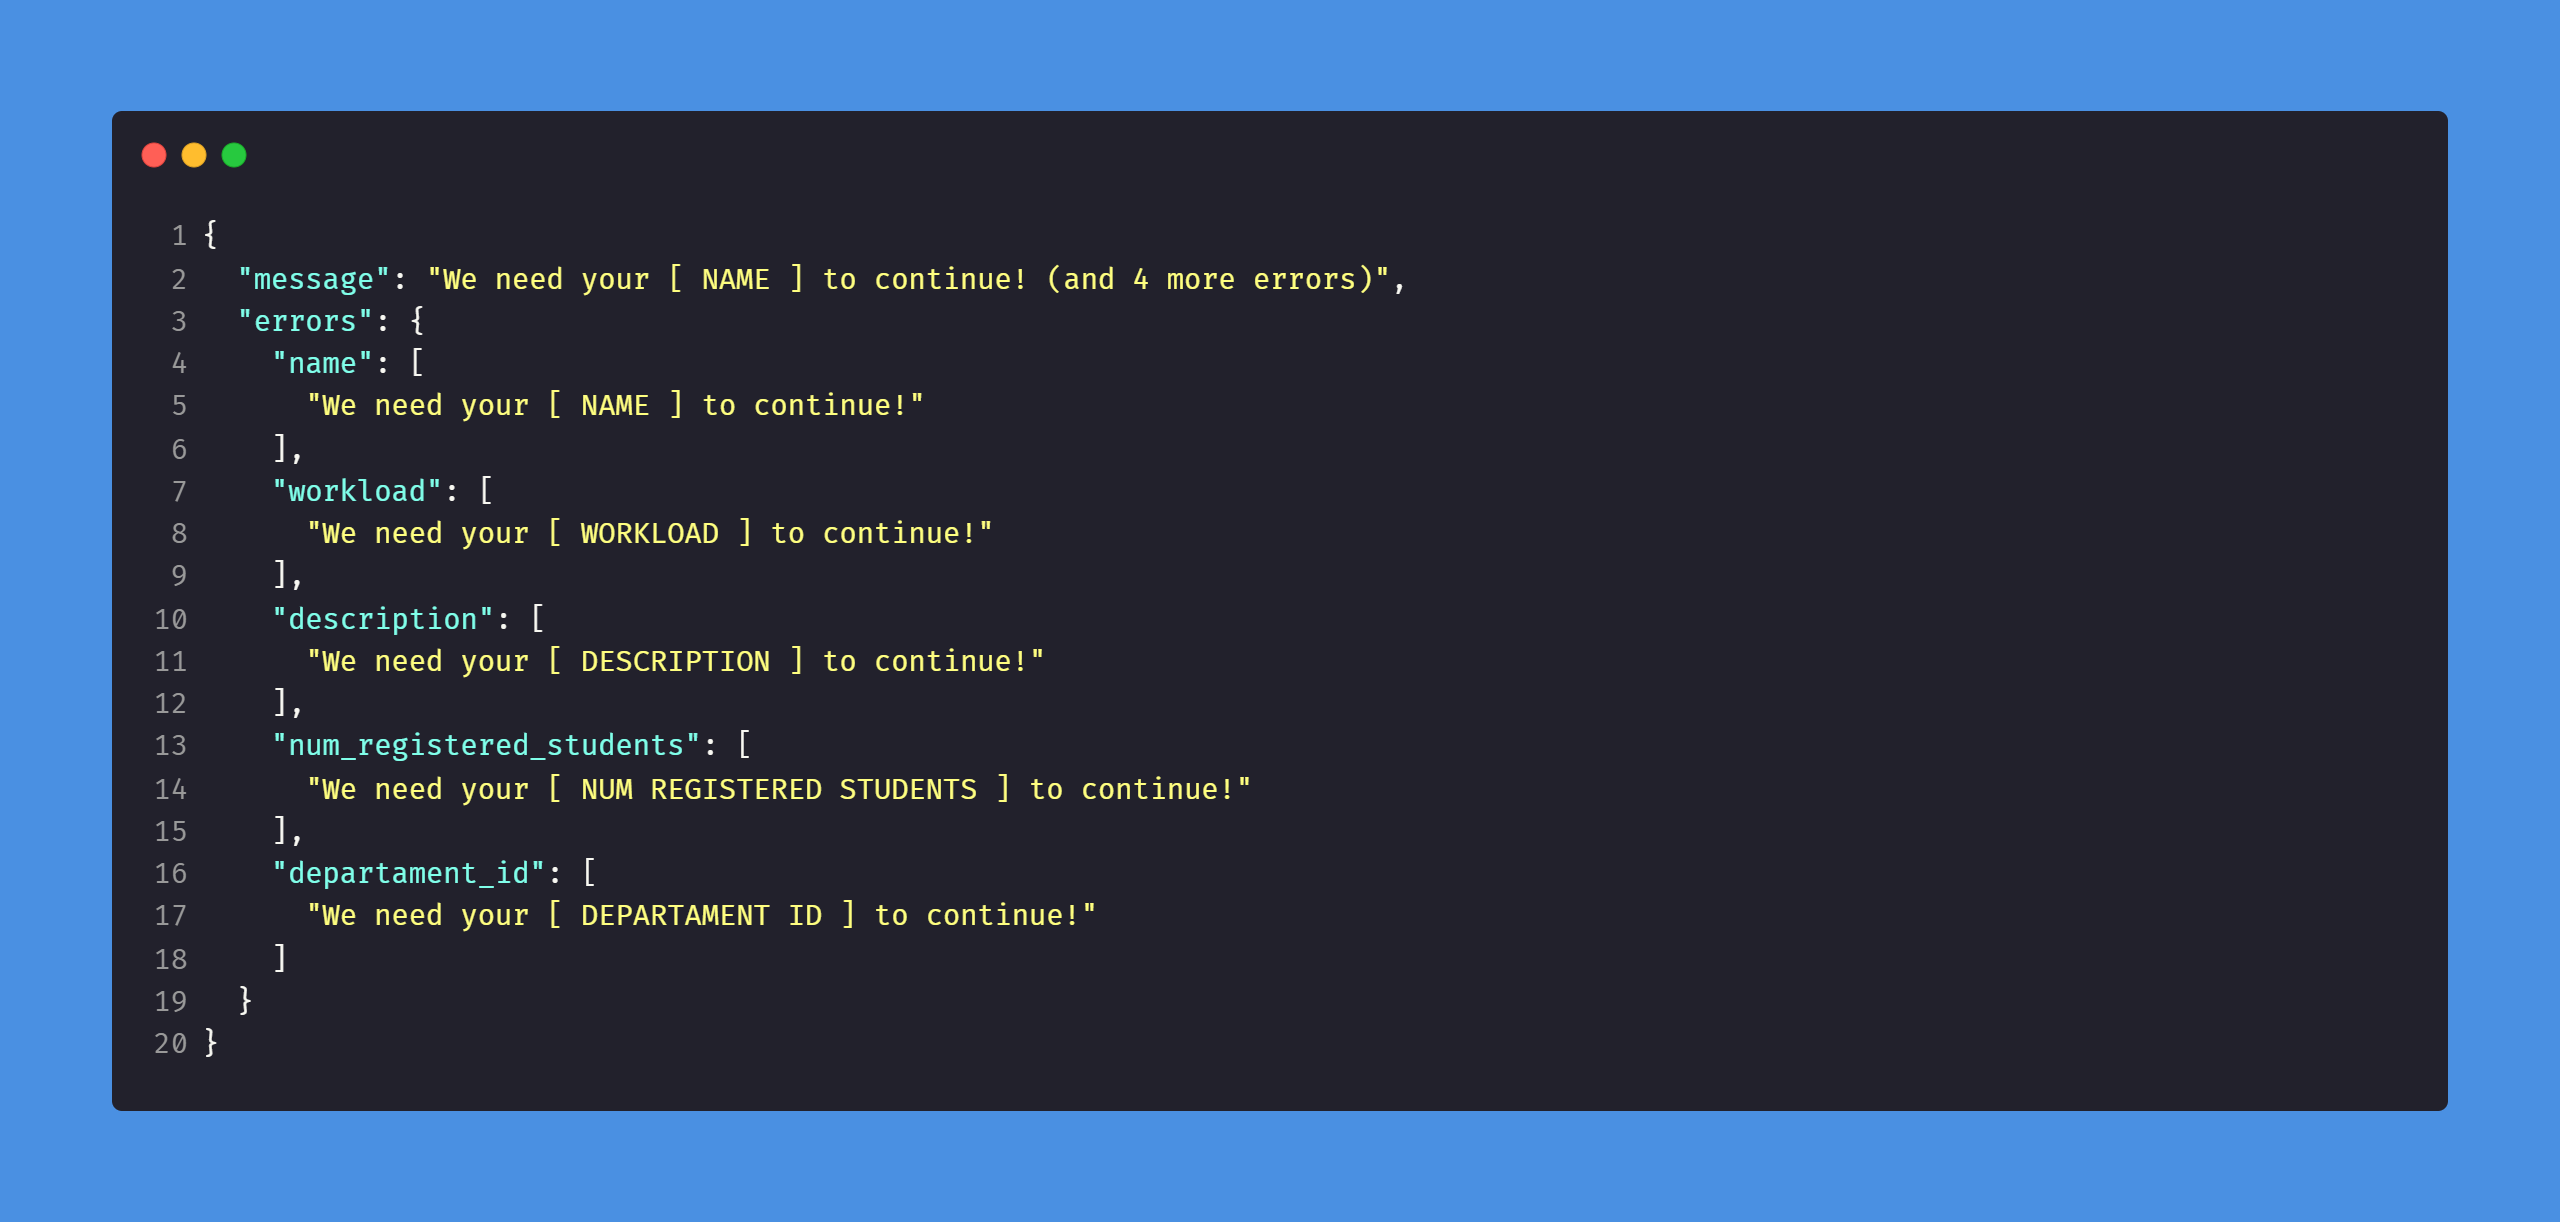 1 {
2   "message": "We need your [ NAME ] to continue! (and 4 more errors)",
3   "errors": {
4     "name": [
5       "We need your [ NAME ] to continue!"
6     ],
7     "workload": [
8       "We need your [ WORKLOAD ] to continue!"
9     ],
10     "description": [
11       "We need your [ DESCRIPTION ] to continue!"
12     ],
13     "num_registered_students": [
14       "We need your [ NUM REGISTERED STUDENTS ] to continue!"
15     ],
16     "departament_id": [
17       "We need your [ DEPARTAMENT ID ] to continue!"
18     ]
19   }
20 }